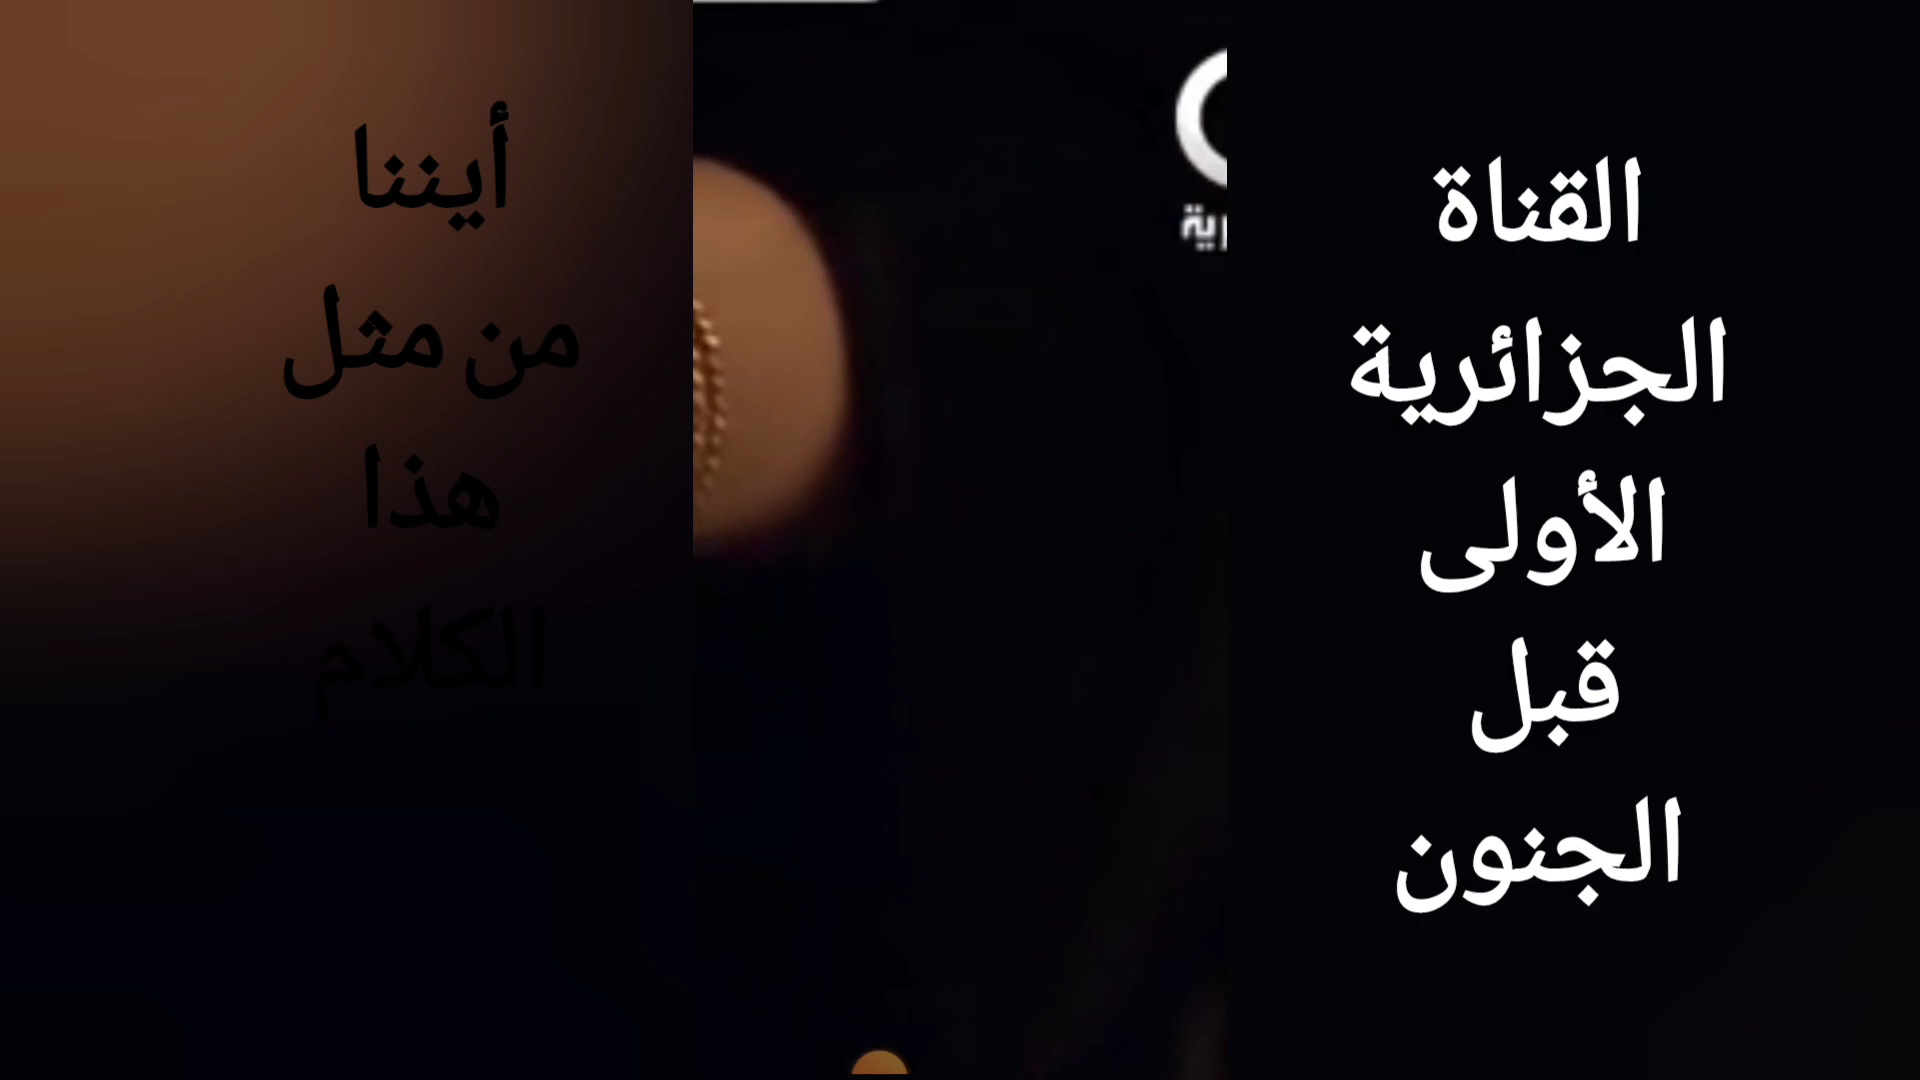 القناة
الجزائرية
الأولى
قبل
الجنون
أيننا
من مثل
هذا
الكلام